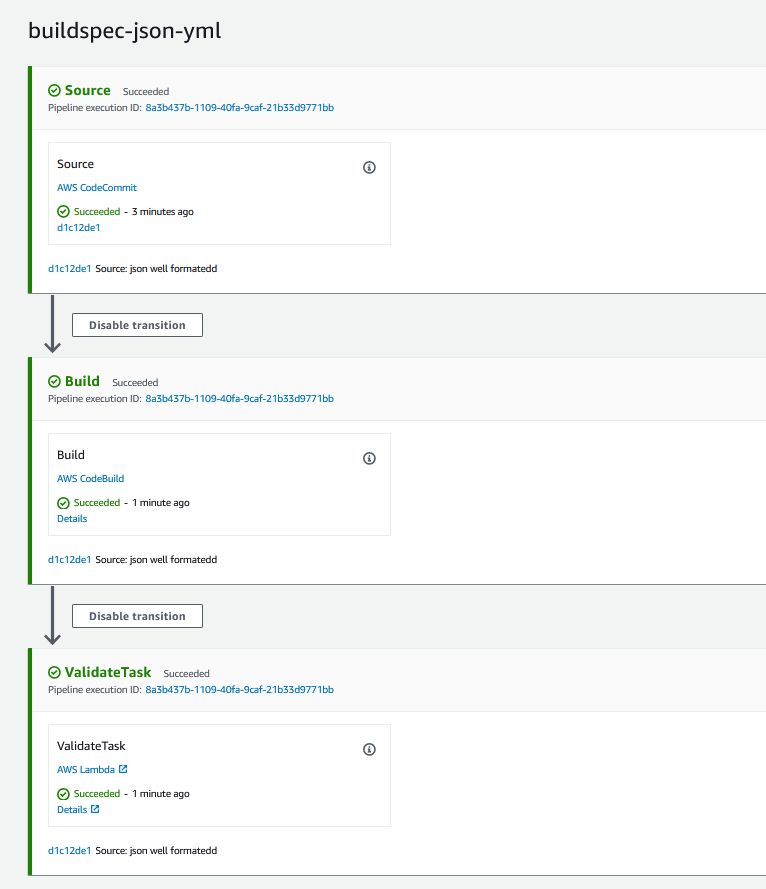 buildspec-json-yml
Source Succeeded
Pipeline execution ID: 8a3b437b-1109-40fa-9caf-21b33d9771bb
Source
AWS CodeCommit
Succeeded - 3 minutes ago
d1c12de1
d1c12de1 Source: json well formatedd
Disable transition
Build Succeeded
Pipeline execution ID: 8a3b437b-1109-40fa-9caf-21b33d9771bb
Build
AWS CodeBuild
Succeeded - 1 minute ago
Details
d1c12de1 Source: json well formatedd
Disable transition
ValidateTask Succeeded
Pipeline execution ID: 8a3b437b-1109-40fa-9caf-21b33d9771bb
ValidateTask
AWS Lambda
Succeeded - 1 minute ago
Details
d1c12de1 Source: json well formatedd